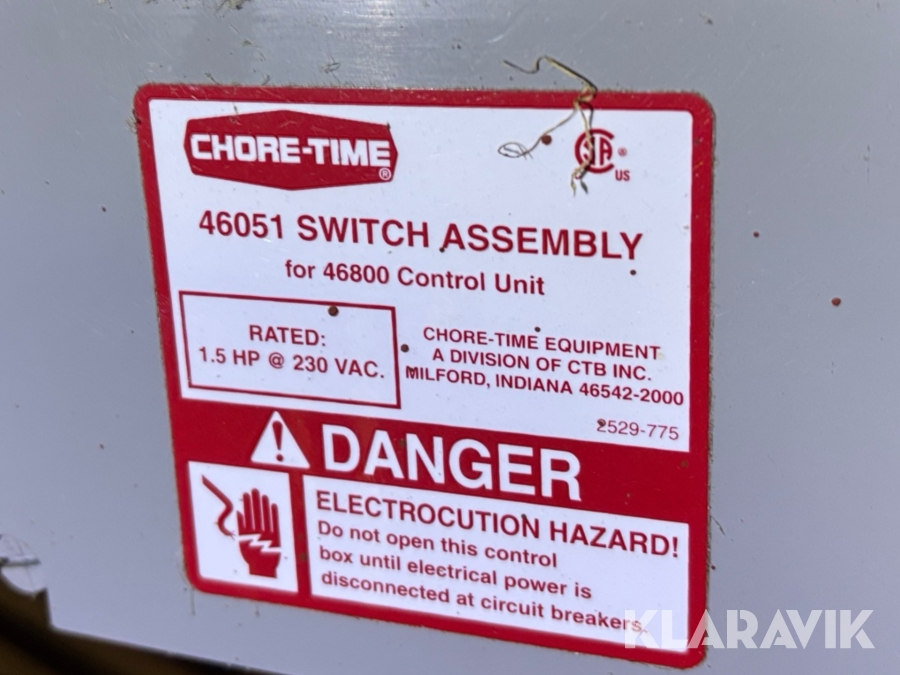 CHORE-TIME®
SA® US
46051 SWITCH ASSEMBLY
for 46800 Control Unit
RATED:
1.5 HP @ 230 VAC.
CHORE-TIME EQUIPMENT
A DIVISION OF CTB INC.
MILFORD, INDIANA 46542-2000
2529-775
DANGER
ELECTROCUTION HAZARD!
Do not open this control
box until electrical power is
disconnected at circuit breakers.
KLARAVIK